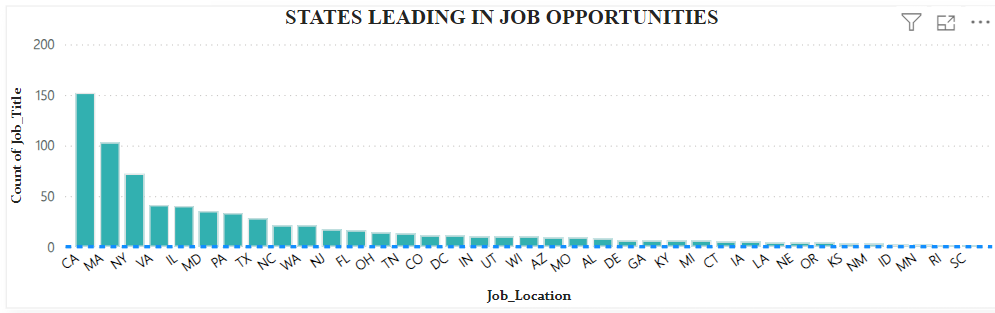 STATES LEADING IN JOB OPPORTUNITIES
200
150
100
50
0
Count of Job_Title
CA MA NY VA IL MD PA TX NC WA NJ FL OH TN CO DC IN UT WI AZ MO AL DE GA KY MI CT IA LA NE OR KS NM ID MN RI SC
Job_Location